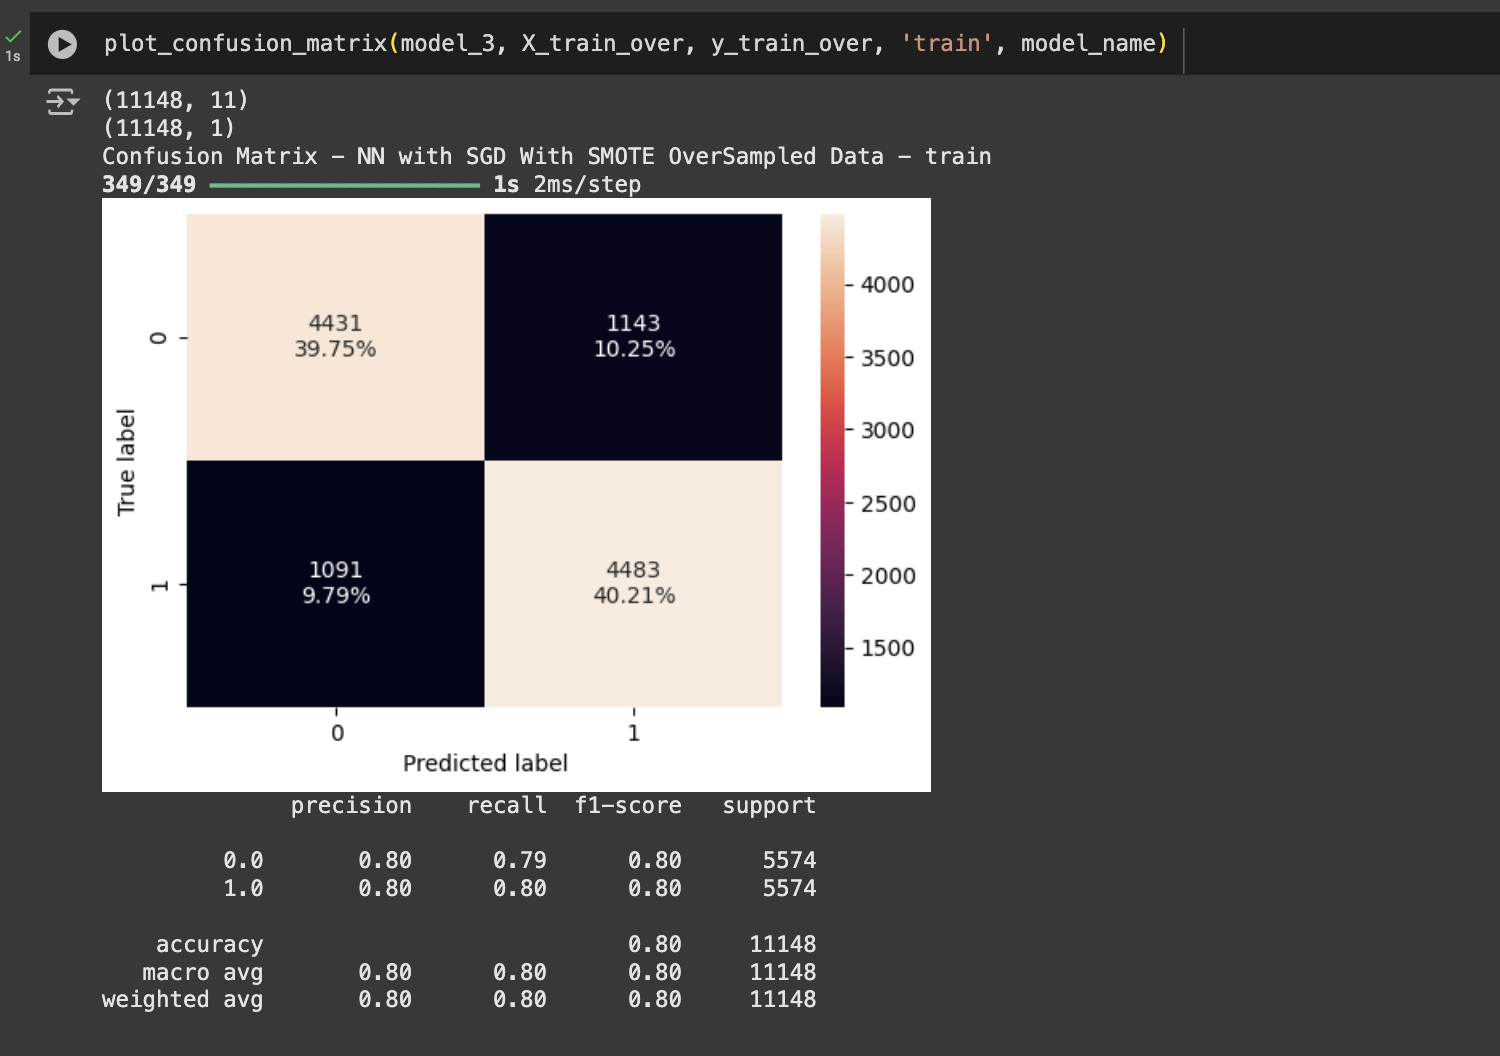 1s
plot_confusion_matrix(model_3, X_train_over, y_train_over, 'train', model_name)
(11148, 11)
(11148, 1)
Confusion Matrix – NN with SGD With SMOTE OverSampled Data – train
349/349 1s 2ms/step
4431
39.75%
1143
10.25%
1091
9.79%
4483
40.21%
0
1
True label
0
1
Predicted label
4000
3500
3000
2500
2000
1500
precision recall f1-score support
0.0 0.80 0.79 0.80 5574
1.0 0.80 0.80 0.80 5574
accuracy 0.80 11148
macro avg 0.80 0.80 0.80 11148
weighted avg 0.80 0.80 0.80 11148